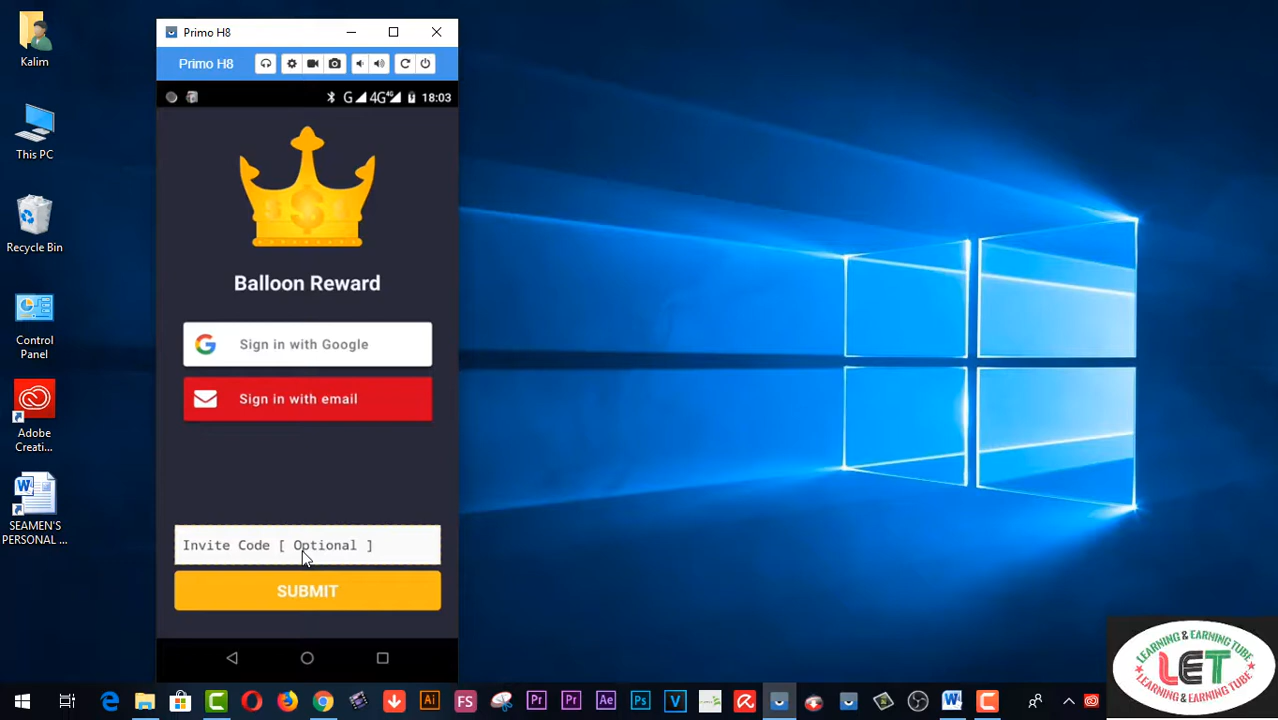 Kalim
This PC
Recycle Bin
Control
Panel
Adobe
Creati...
SEAMEN'S
PERSONAL ...
Primo H8
Primo H8
G 4G 18:03
Balloon Reward
Sign in with Google
Sign in with email
Invite Code [ Optional ]
SUBMIT
LEARNING & EARNING TUBE
LET
LEARNING & EARNING TUBE